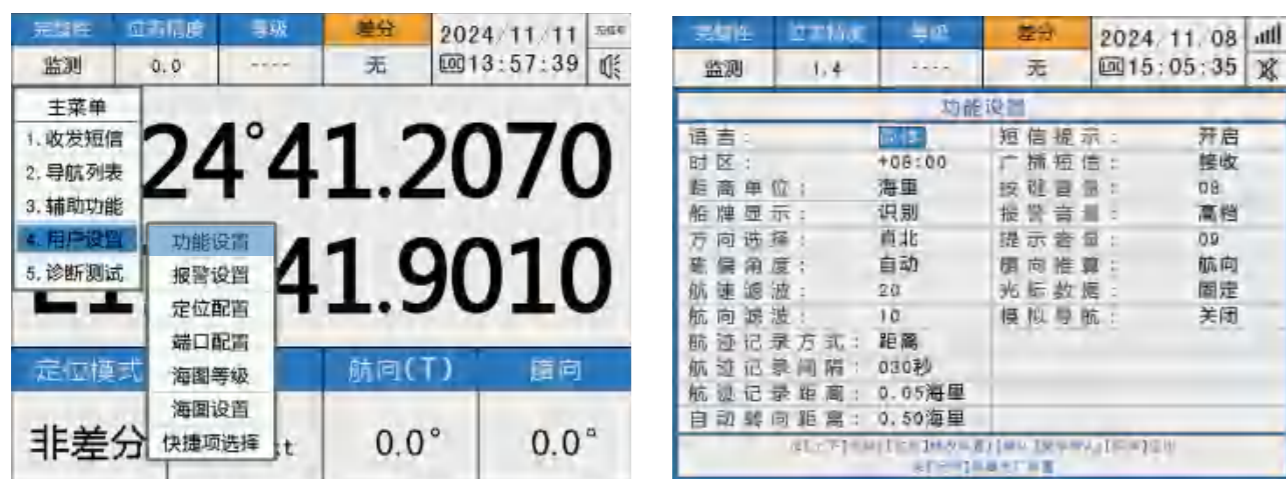 完整性 位置精度 等级 差分 2024/11/11
监测 0.0 ---- 无 LOC 13:57:39
主菜单
1.收发短信
2.导航列表
3.辅助功能
4.用户设置
5.诊断测试
24°41.2070
41.9010
功能设置
报警设置
定位配置
端口配置
海图等级
海图设置
快捷项选择
定位模式 航向(T) 艏向
非差分 t 0.0° 0.0°
完整性 位置精度 等级 差分 2024/11/08
监测 1.4 ---- 无 LOC 15:05:35
功能设置
语言: 短信提示: 开启
时区: +08:00 广播短信: 接收
距离单位: 海里 按键音量: 08
船牌显示: 识别 报警音量: 高档
方向选择: 真北 提示音量: 09
磁偏角度: 自动 艏向推算: 航向
航速滤波: 20 光标数据: 固定
航向滤波: 10 模拟导航: 关闭
航迹记录方式: 距离
航迹记录间隔: 030秒
航迹记录距离: 0.05海里
自动转向距离: 0.50海里